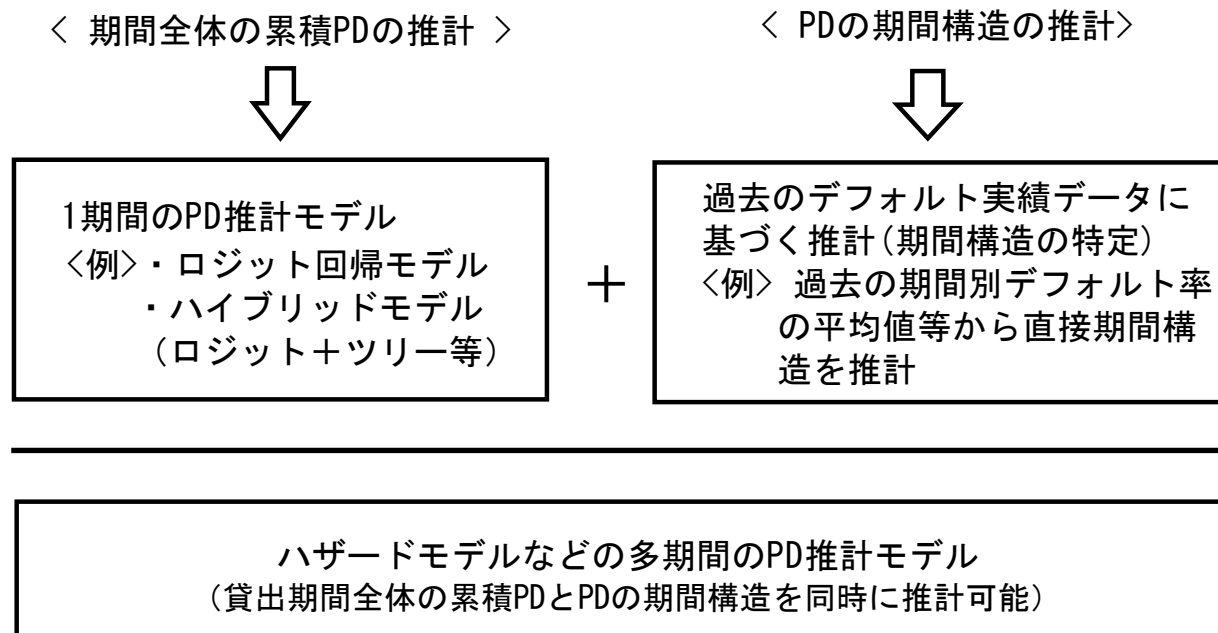 〈 期間全体の累積PDの推計 〉
〈 PDの期間構造の推計〉
1期間のPD推計モデル
〈例〉・ロジット回帰モデル
・ハイブリッドモデル
（ロジット＋ツリー等）
＋
過去のデフォルト実績データに
基づく推計(期間構造の特定)
〈例〉 過去の期間別デフォルト率
の平均値等から直接期間構
造を推計
ハザードモデルなどの多期間のPD推計モデル
（貸出期間全体の累積PDとPDの期間構造を同時に推計可能）